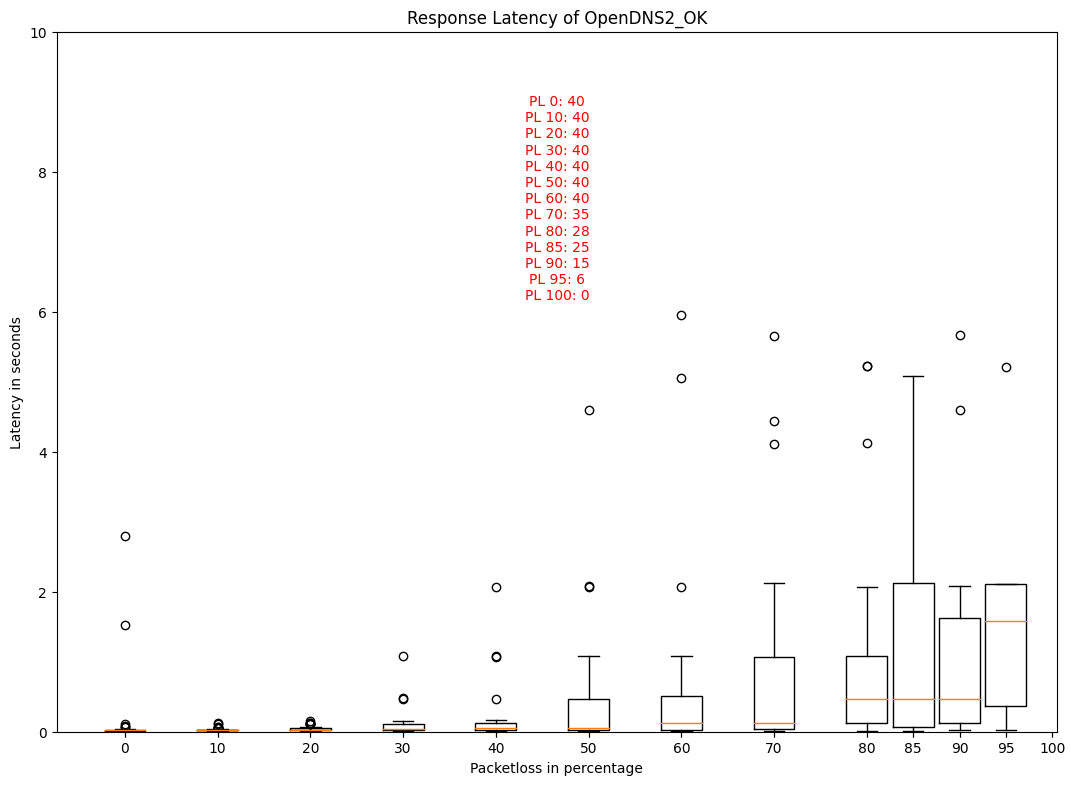 Response Latency of OpenDNS2_OK
10
8
6
4
2
0
Latency in seconds
PL 0: 40
PL 10: 40
PL 20: 40
PL 30: 40
PL 40: 40
PL 50: 40
PL 60: 40
PL 70: 35
PL 80: 28
PL 85: 25
PL 90: 15
PL 95: 6
PL 100: 0
0 10 20 30 40 50 60 70 80 85 90 95 100
Packetloss in percentage